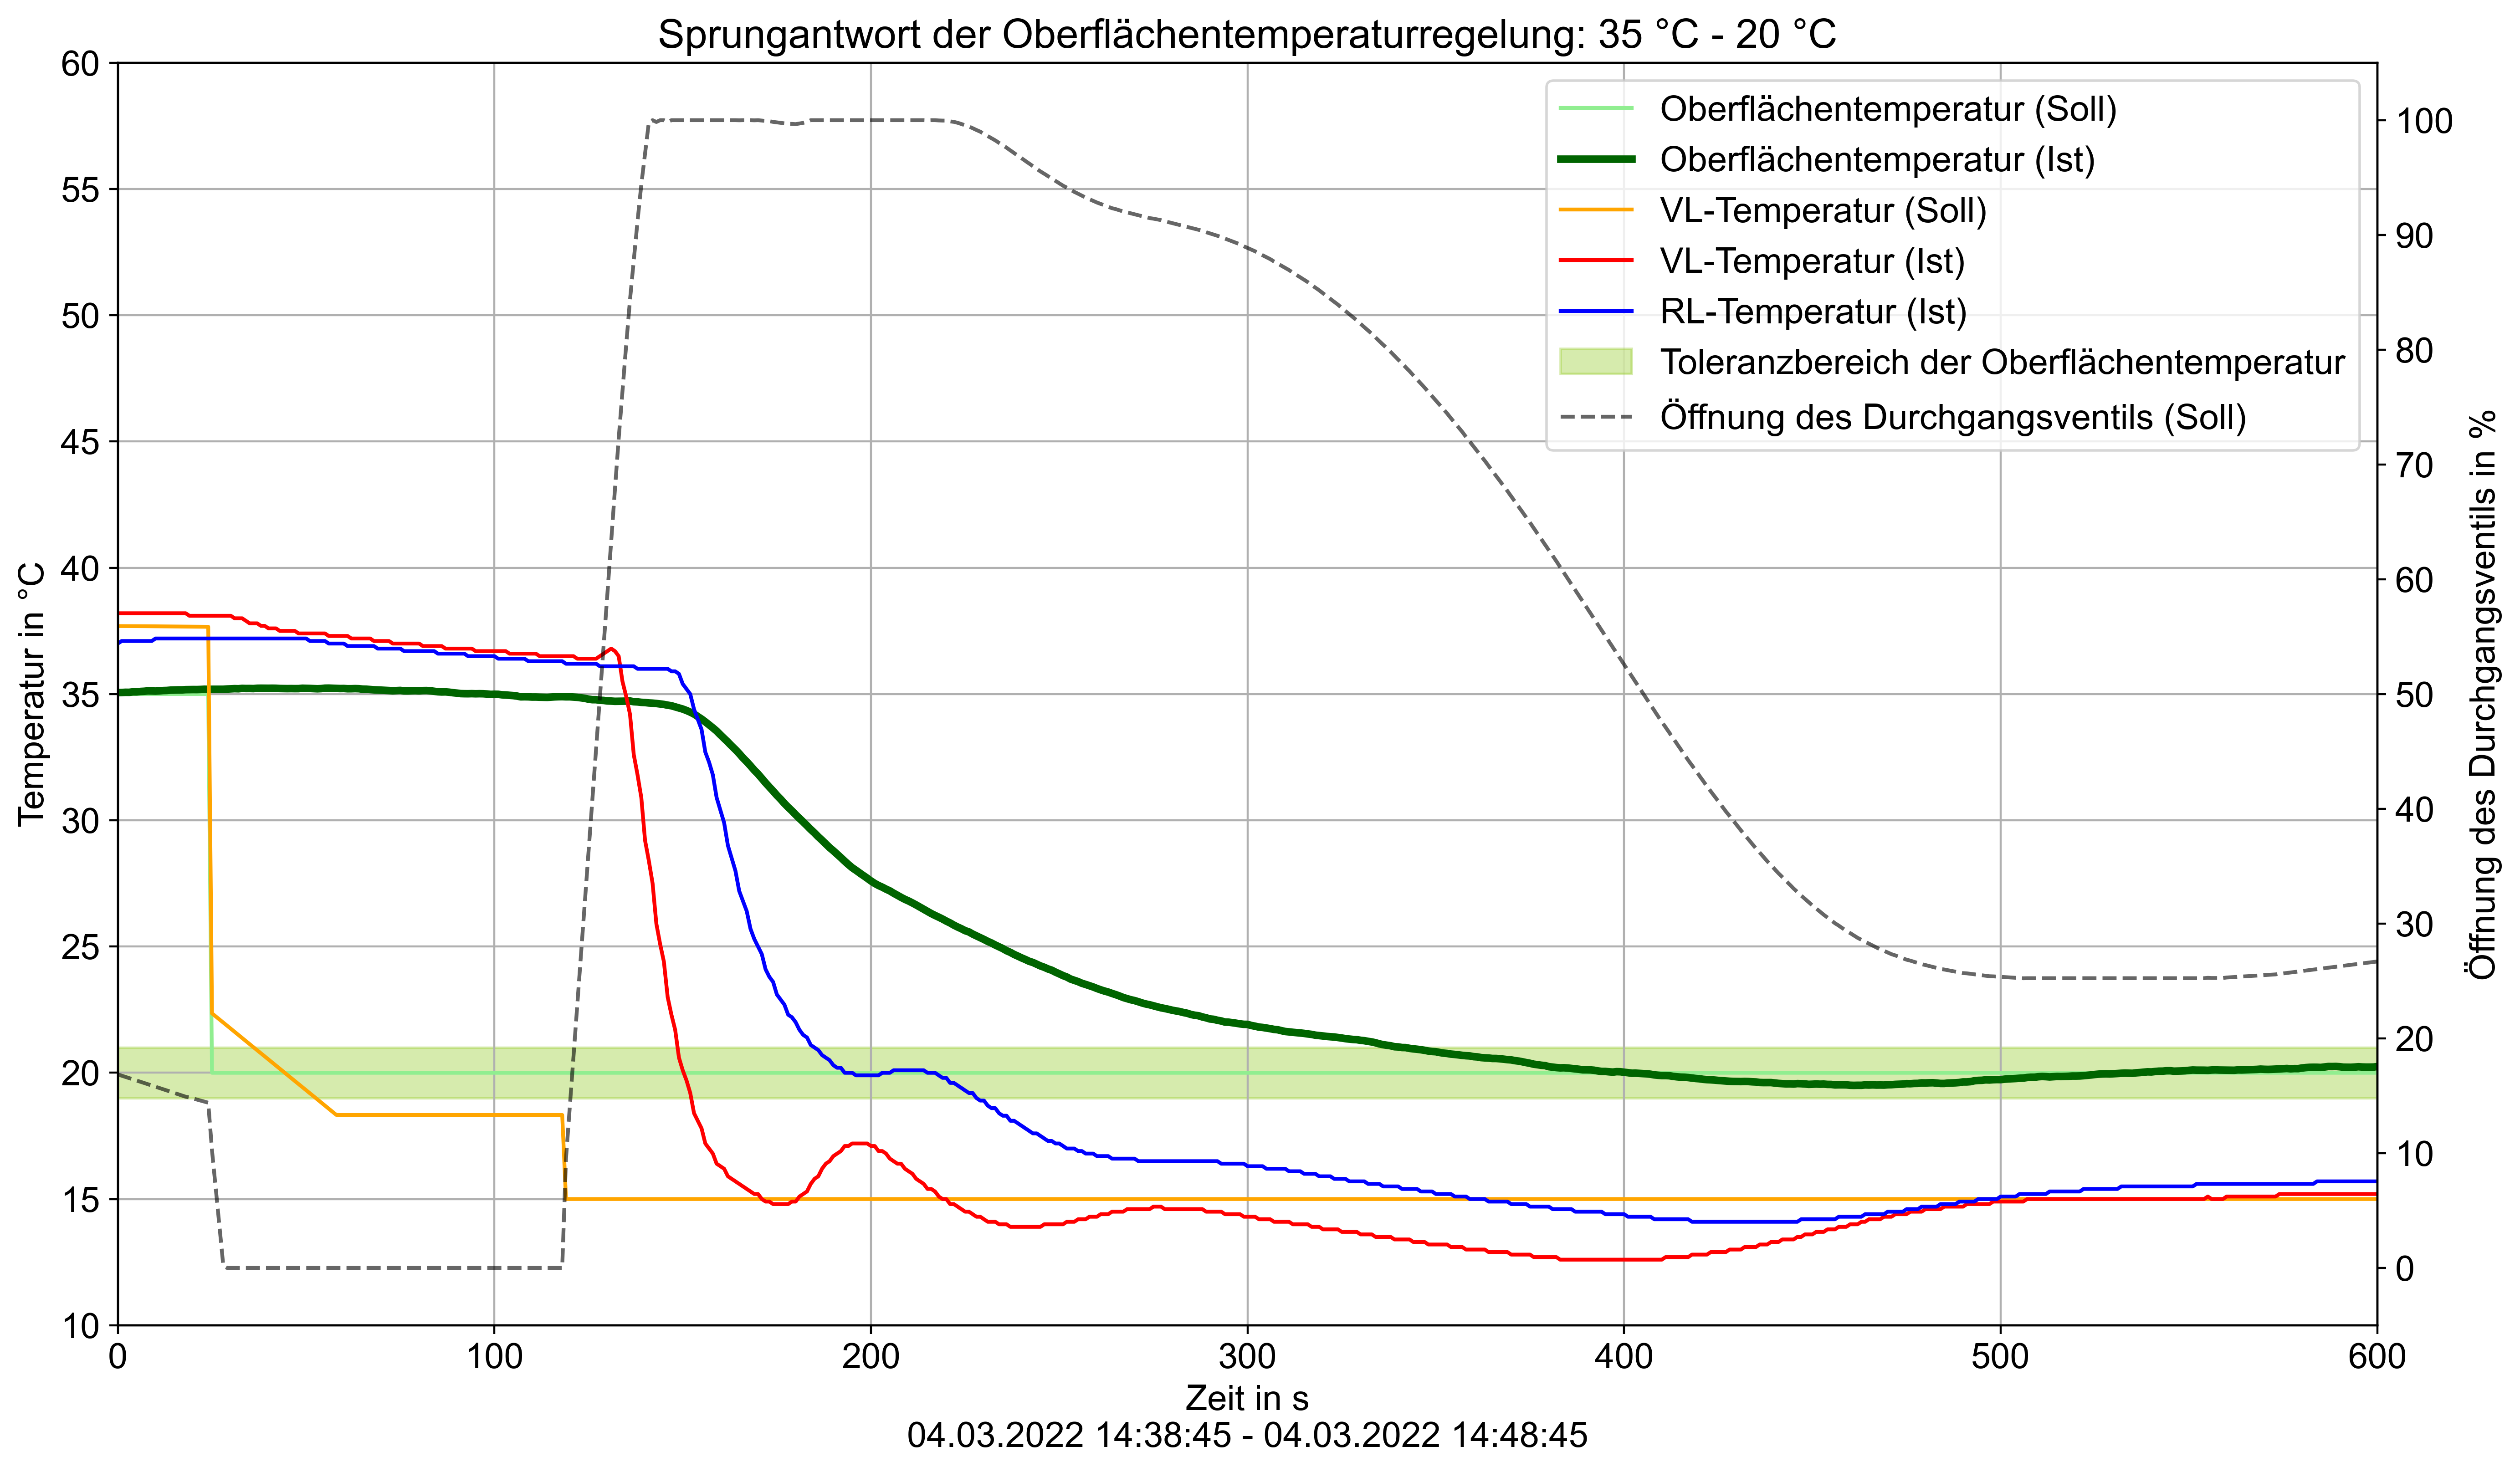 Sprungantwort der Oberflächentemperaturregelung: 35 °C - 20 °C
60
55
50
45
40
35
30
25
20
15
10
Temperatur in °C
Oberflächentemperatur (Soll)
Oberflächentemperatur (Ist)
VL-Temperatur (Soll)
VL-Temperatur (Ist)
RL-Temperatur (Ist)
Toleranzbereich der Oberflächentemperatur
Öffnung des Durchgangsventils (Soll)
100
90
80
70
60
50
40
30
20
10
0
Öffnung des Durchgangsventils in %
0 100 200 300 400 500 600
Zeit in s
04.03.2022 14:38:45 - 04.03.2022 14:48:45